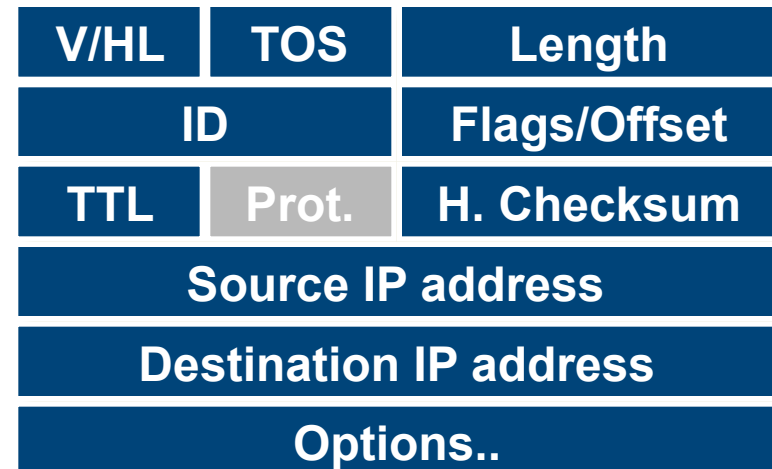 V/HL TOS Length
ID Flags/Offset
TTL Prot. H. Checksum
Source IP address
Destination IP address
Options..